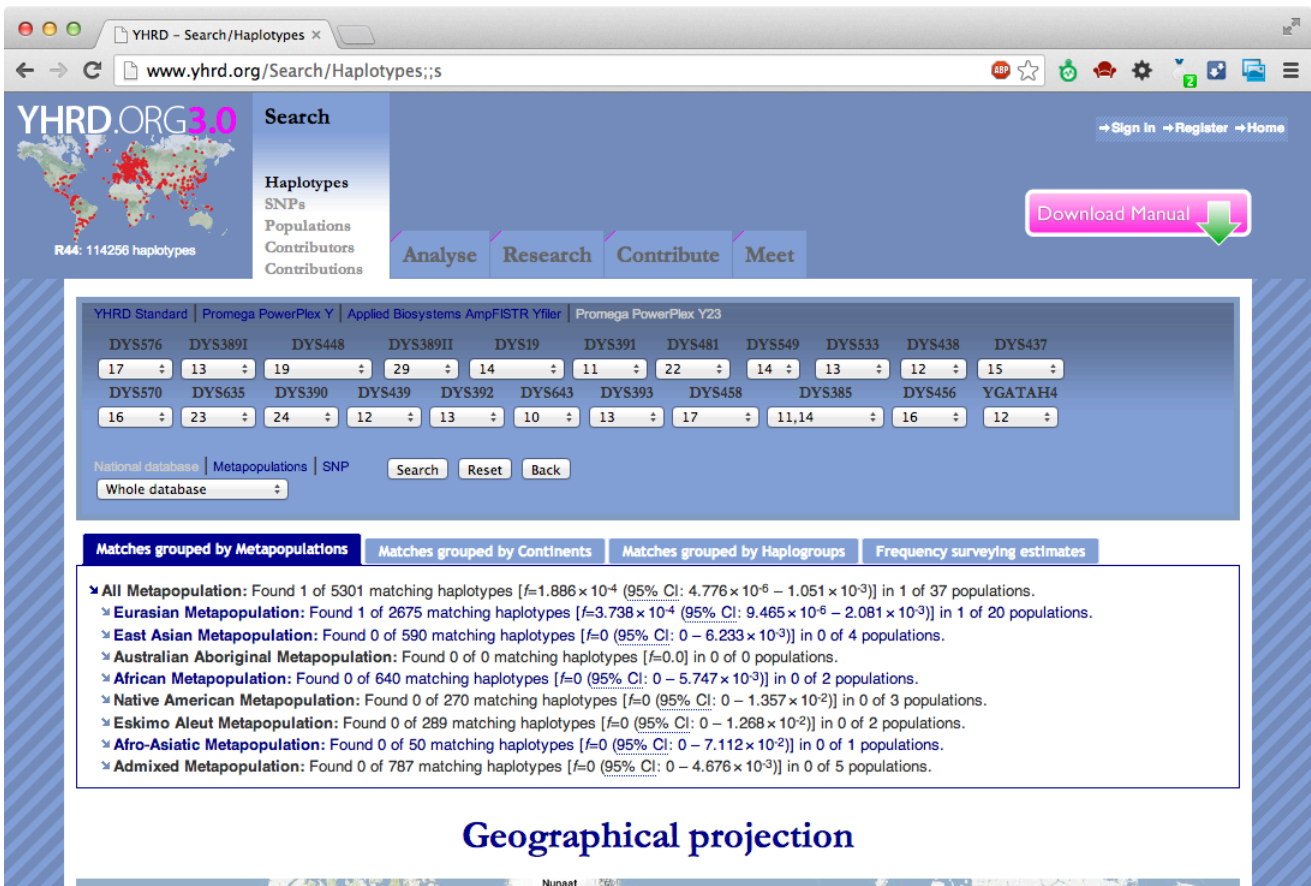 YHRD – Search/Haplotypes ×
www.yhrd.org/Search/Haplotypes;;s
ABP
2
YHRD.ORG3.0
R44: 114256 haplotypes
Search
Haplotypes
SNPs
Populations
Contributors
Contributions
Analyse Research Contribute Meet
→Sign in →Register →Home
Download Manual
YHRD Standard | Promega PowerPlex Y | Applied Biosystems AmpFlSTR Yfiler | Promega PowerPlex Y23
DYS576 DYS389I DYS448 DYS389II DYS19 DYS391 DYS481 DYS549 DYS533 DYS438 DYS437
17 13 19 29 14 11 22 14 13 12 15
DYS570 DYS635 DYS390 DYS439 DYS392 DYS643 DYS393 DYS458 DYS385 DYS456 YGATAH4
16 23 24 12 13 10 13 17 11,14 16 12
National database | Metapopulations | SNP Search Reset Back
Whole database
Matches grouped by Metapopulations Matches grouped by Continents Matches grouped by Haplogroups Frequency surveying estimates
All Metapopulation: Found 1 of 5301 matching haplotypes [f=1.886×10⁻⁴ (95% CI: 4.776×10⁻⁶ – 1.051×10⁻³)] in 1 of 37 populations.
Eurasian Metapopulation: Found 1 of 2675 matching haplotypes [f=3.738×10⁻⁴ (95% CI: 9.465×10⁻⁶ – 2.081×10⁻³)] in 1 of 20 populations.
East Asian Metapopulation: Found 0 of 590 matching haplotypes [f=0 (95% CI: 0 – 6.233×10⁻³)] in 0 of 4 populations.
Australian Aboriginal Metapopulation: Found 0 of 0 matching haplotypes [f=0.0] in 0 of 0 populations.
African Metapopulation: Found 0 of 640 matching haplotypes [f=0 (95% CI: 0 – 5.747×10⁻³)] in 0 of 2 populations.
Native American Metapopulation: Found 0 of 270 matching haplotypes [f=0 (95% CI: 0 – 1.357×10⁻²)] in 0 of 3 populations.
Eskimo Aleut Metapopulation: Found 0 of 289 matching haplotypes [f=0 (95% CI: 0 – 1.268×10⁻²)] in 0 of 2 populations.
Afro-Asiatic Metapopulation: Found 0 of 50 matching haplotypes [f=0 (95% CI: 0 – 7.112×10⁻²)] in 0 of 1 populations.
Admixed Metapopulation: Found 0 of 787 matching haplotypes [f=0 (95% CI: 0 – 4.676×10⁻³)] in 0 of 5 populations.
Geographical projection
Nunaat